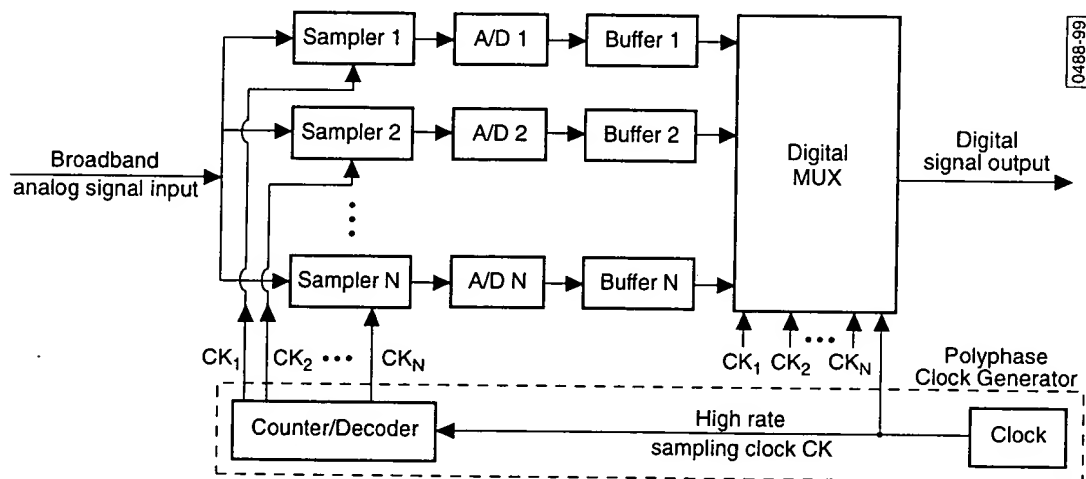 Sampler 1
A/D 1
Buffer 1
0488-99
Sampler 2
A/D 2
Buffer 2
Broadband
analog signal input
Digital
MUX
Digital
signal output
Sampler N
A/D N
Buffer N
CK1
CK2
CKN
CK1
CK2
CKN
Polyphase
Clock Generator
Counter/Decoder
High rate
sampling clock CK
Clock